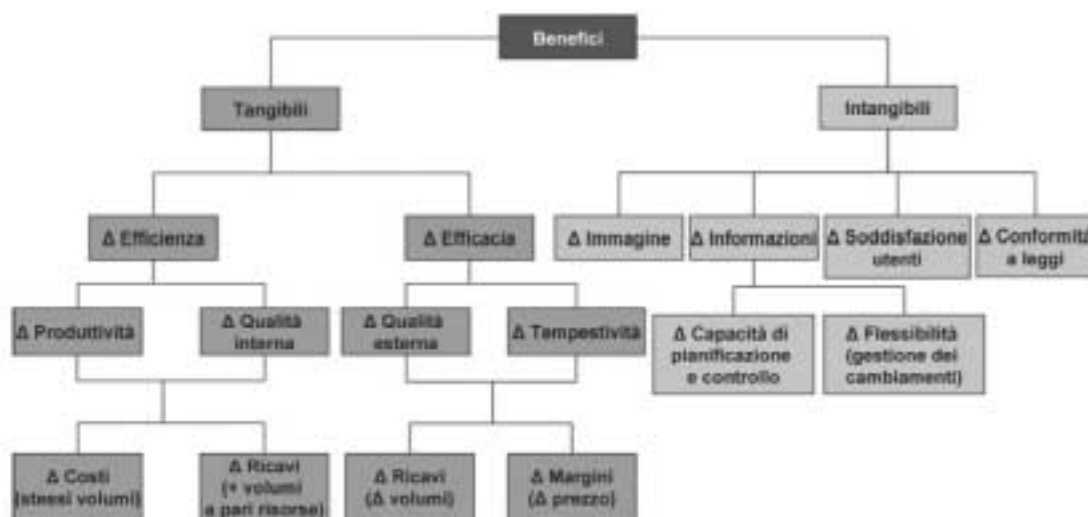 Benefici
Tangibili
Intangibili
Δ Efficienza
Δ Efficacia
Δ Immagine
Δ Informazioni
Δ Soddisfazione
utenti
Δ Conformità
a leggi
Δ Produttività
Δ Qualità
interna
Δ Qualità
esterna
Δ Tempestività
Δ Capacità di
pianificazione
e controllo
Δ Flessibilità
(gestione dei
cambiamenti)
Δ Costi
(stessi volumi)
Δ Ricavi
(+ volumi
a pari risorse)
Δ Ricavi
(Δ volumi)
Δ Margini
(Δ prezzo)